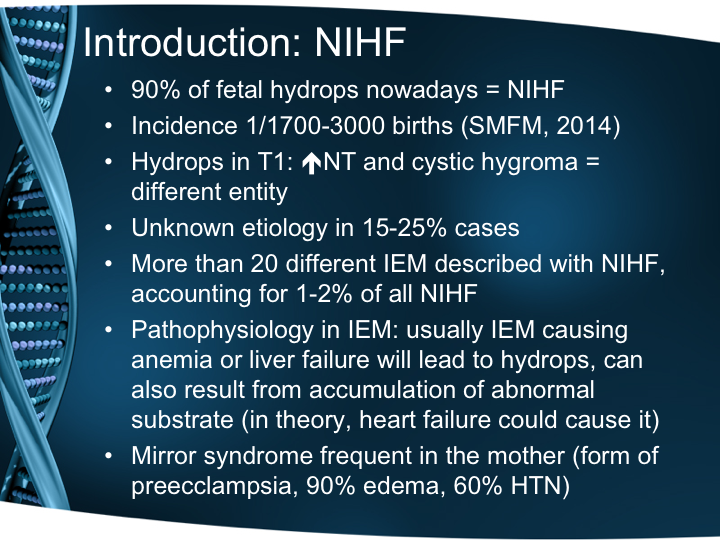 Introduction: NIHF
• 90% of fetal hydrops nowadays = NIHF
• Incidence 1/1700-3000 births (SMFM, 2014)
• Hydrops in T1: ⬆NT and cystic hygroma =
different entity
• Unknown etiology in 15-25% cases
• More than 20 different IEM described with NIHF,
accounting for 1-2% of all NIHF
• Pathophysiology in IEM: usually IEM causing
anemia or liver failure will lead to hydrops, can
also result from accumulation of abnormal
substrate (in theory, heart failure could cause it)
• Mirror syndrome frequent in the mother (form of
preecclampsia, 90% edema, 60% HTN)